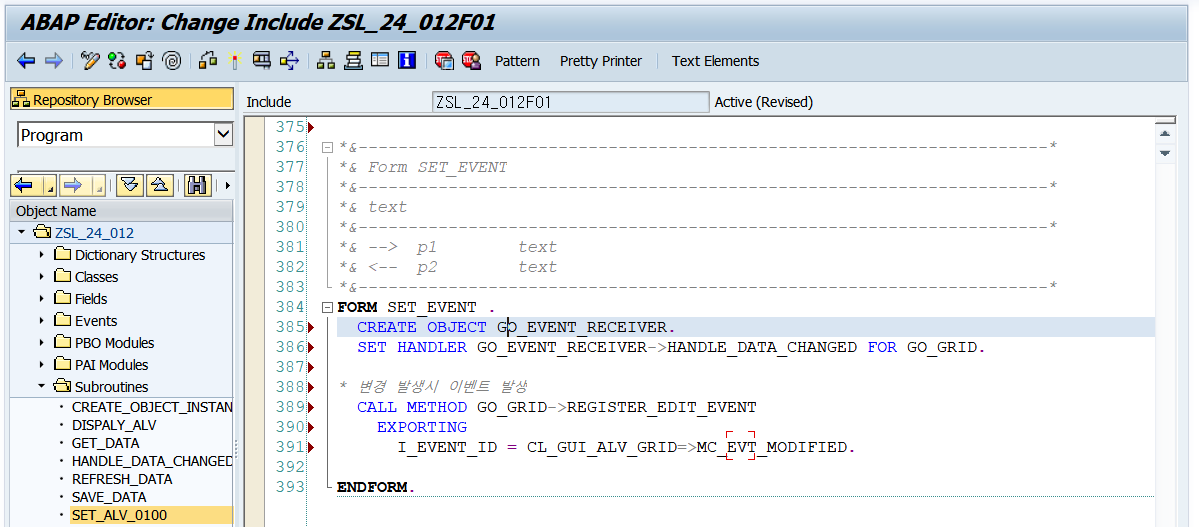 ABAP Editor: Change Include ZSL_24_012F01
Pattern Pretty Printer Text Elements
Repository Browser
Program
Object Name
ZSL_24_012
Dictionary Structures
Classes
Fields
Events
PBO Modules
PAI Modules
Subroutines
CREATE_OBJECT_INSTAN
DISPALY_ALV
GET_DATA
HANDLE_DATA_CHANGED
REFRESH_DATA
SAVE_DATA
SET_ALV_0100
Include ZSL_24_012F01 Active (Revised)
375
376 *&---------------------------------------------------------------------*
377 *& Form SET_EVENT
378 *&---------------------------------------------------------------------*
379 *& text
380 *&---------------------------------------------------------------------*
381 *& --> p1 text
382 *& <-- p2 text
383 *&---------------------------------------------------------------------*
384 FORM SET_EVENT .
385 CREATE OBJECT GO_EVENT_RECEIVER.
386 SET HANDLER GO_EVENT_RECEIVER->HANDLE_DATA_CHANGED FOR GO_GRID.
387
388 * 변경 발생시 이벤트 발생
389 CALL METHOD GO_GRID->REGISTER_EDIT_EVENT
390 EXPORTING
391 I_EVENT_ID = CL_GUI_ALV_GRID=>MC_EVT_MODIFIED.
392
393 ENDFORM.